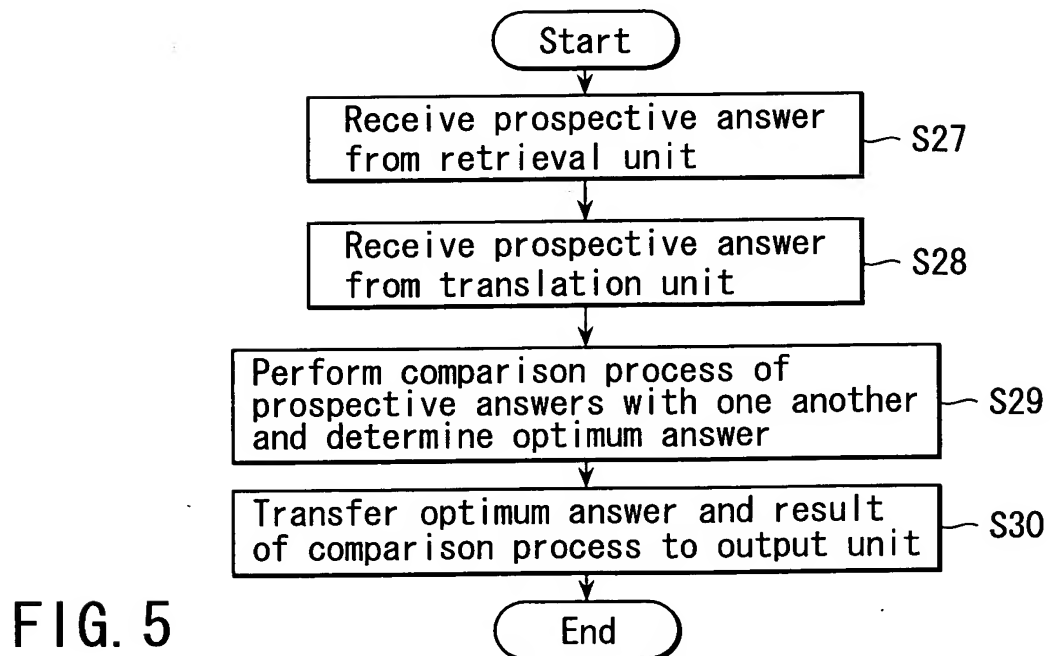 Start
Receive prospective answer
from retrieval unit
S27
Receive prospective answer
from translation unit
S28
Perform comparison process of
prospective answers with one another
and determine optimum answer
S29
Transfer optimum answer and result
of comparison process to output unit
S30
End
FIG. 5